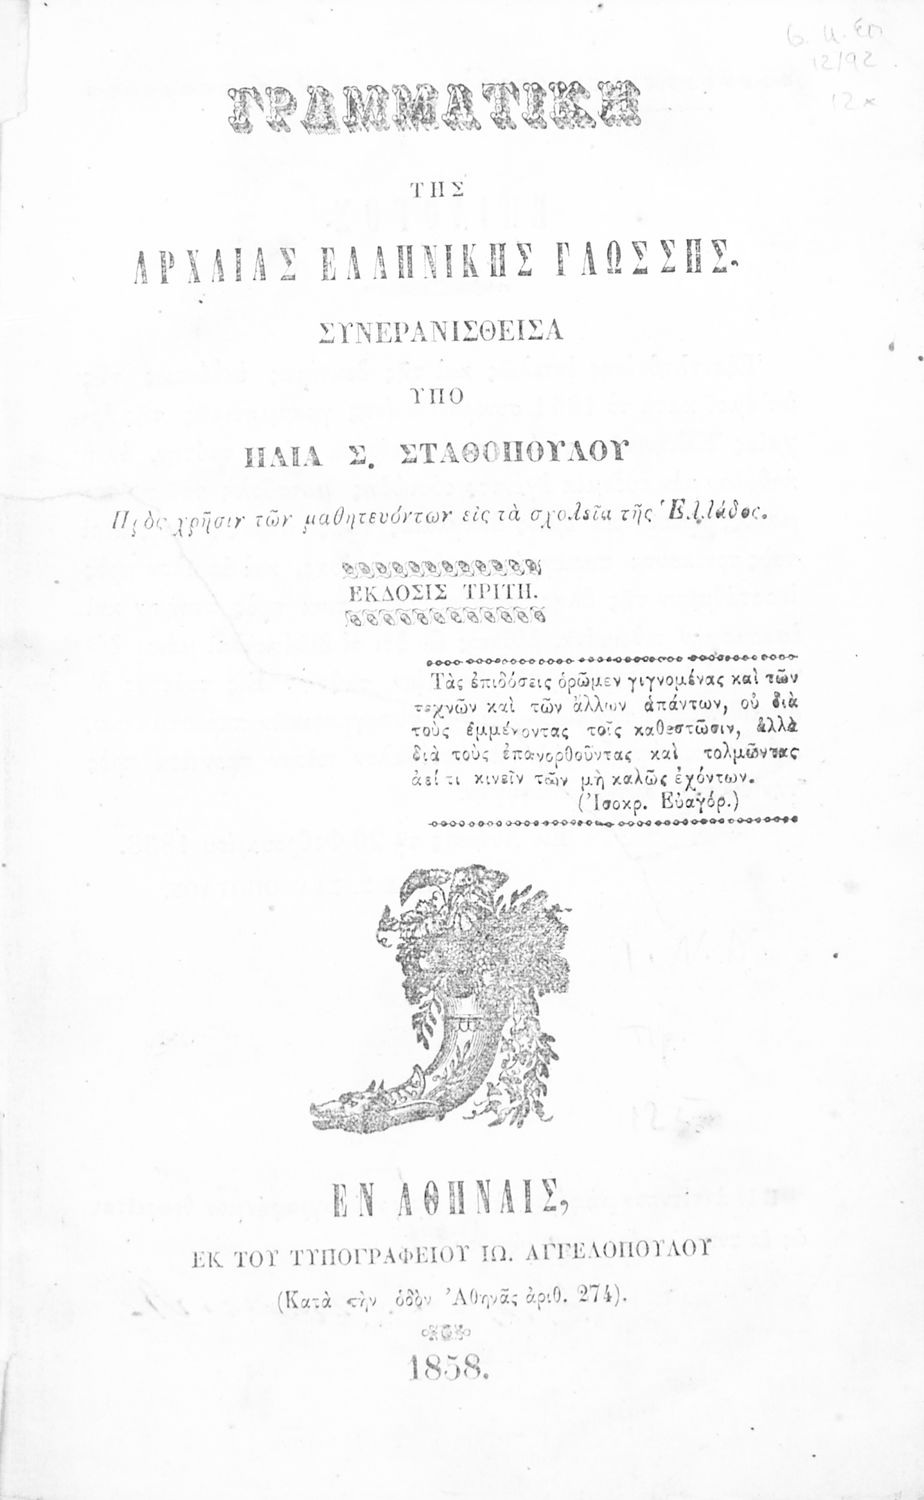 ΓΡΑΜΜΑΤΙΚΗ
ΤΗΣ
ΑΡΧΑΙΑΣ ΕΛΛΗΝΙΚΗΣ ΓΛΩΣΣΗΣ.
ΣΥΝΕΡΑΝΙΣΘΕΙΣΑ
ΥΠΟ
ΗΛΙΑ Σ. ΣΤΑΘΟΠΟΥΛΟΥ
Πρὸς χρῆσιν τῶν μαθητευόντων εἰς τὰ σχολεῖα τῆς Ἑλλάδος.
ΕΚΔΟΣΙΣ ΤΡΙΤΗ.
Τὰς ἐπιδόσεις ὁρῶμεν γιγνομένας καὶ τῶν
τεχνῶν καὶ τῶν ἄλλων ἁπάντων, οὐ διὰ
τοὺς ἐμμένοντας τοῖς καθεστῶσιν, ἀλλὰ
διὰ τοὺς ἐπανορθοῦντας καὶ τολμῶντας
ἀεί τι κινεῖν τῶν μὴ καλῶς ἐχόντων.
(Ἰσοκρ. Εὐαγόρ.)
ΕΝ ΑΘΗΝΑΙΣ,
ΕΚ ΤΟΥ ΤΥΠΟΓΡΑΦΕΙΟΥ ΙΩ. ΑΓΓΕΛΟΠΟΥΛΟΥ
(Κατὰ τὴν ὁδὸν Ἀθηνᾶς ἀριθ. 274).
1858.